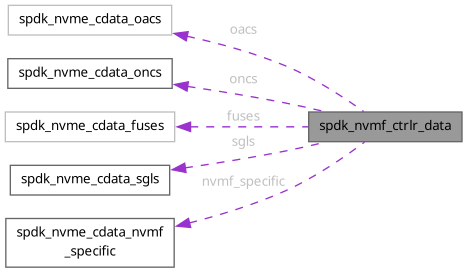 spdk_nvme_cdata_oacs
oacs
spdk_nvme_cdata_oncs
oncs
spdk_nvme_cdata_fuses
fuses
spdk_nvmf_ctrlr_data
sgls
spdk_nvme_cdata_sgls
nvmf_specific
spdk_nvme_cdata_nvmf
_specific